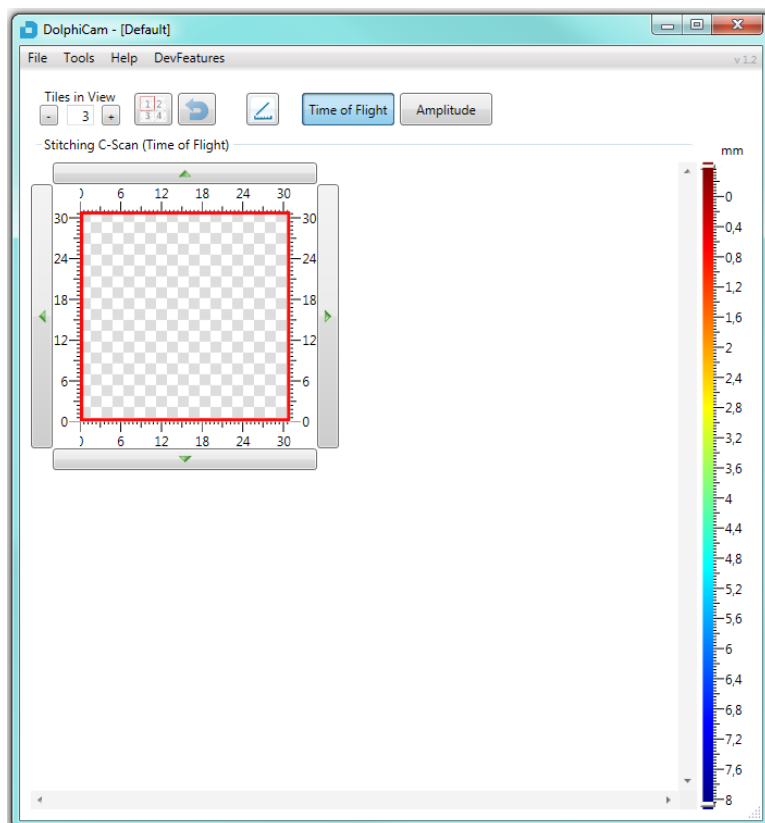 DolphiCam - [Default]
File Tools Help DevFeatures
v 1.2
Tiles in View
- 3 +
1 2
3 4
Time of Flight Amplitude
Stitching C-Scan (Time of Flight)
mm
6 12 18 24 30
30 30
24 24
18 18
12 12
6 6
0 0
6 12 18 24 30
0
0,4
0,8
1,2
1,6
2
2,4
2,8
3,2
3,6
4
4,4
4,8
5,2
5,6
6
6,4
6,8
7,2
7,6
8